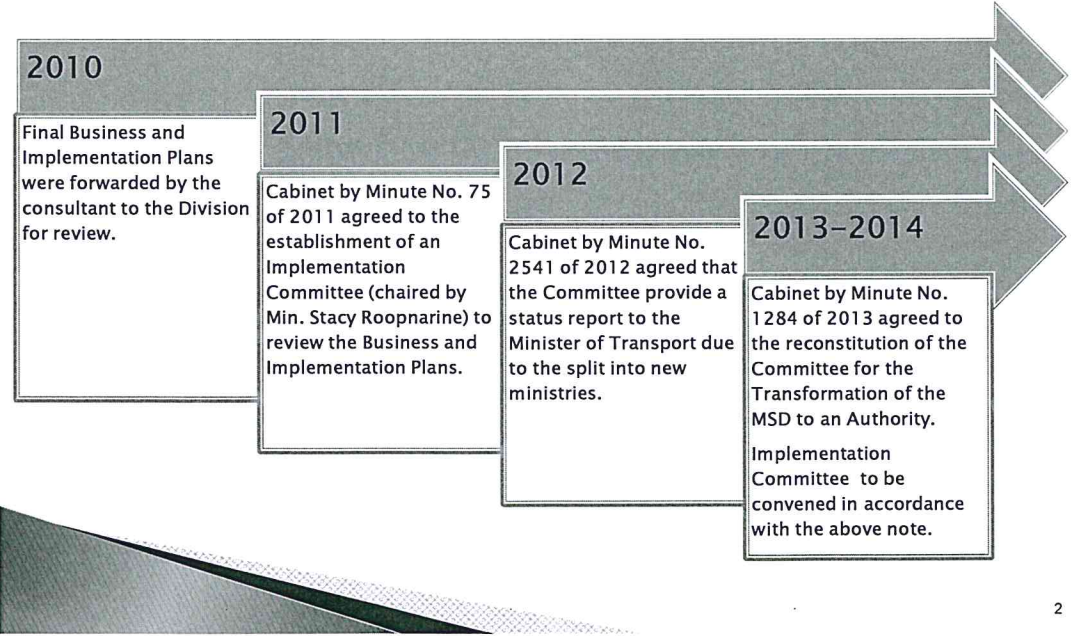 2010
Final Business and
Implementation Plans
were forwarded by the
consultant to the Division
for review.
2011
Cabinet by Minute No. 75
of 2011 agreed to the
establishment of an
Implementation
Committee (chaired by
Min. Stacy Roopnarine) to
review the Business and
Implementation Plans.
2012
Cabinet by Minute No.
2541 of 2012 agreed that
the Committee provide a
status report to the
Minister of Transport due
to the split into new
ministries.
2013-2014
Cabinet by Minute No.
1284 of 2013 agreed to
the reconstitution of the
Committee for the
Transformation of the
MSD to an Authority.
Implementation
Committee to be
convened in accordance
with the above note.
2